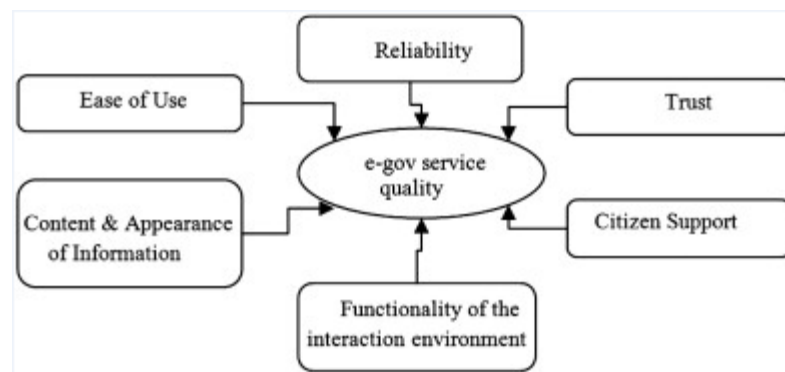 Reliability
Ease of Use
Trust
e-gov service
quality
Content & Appearance
of Information
Citizen Support
Functionality of the
interaction environment